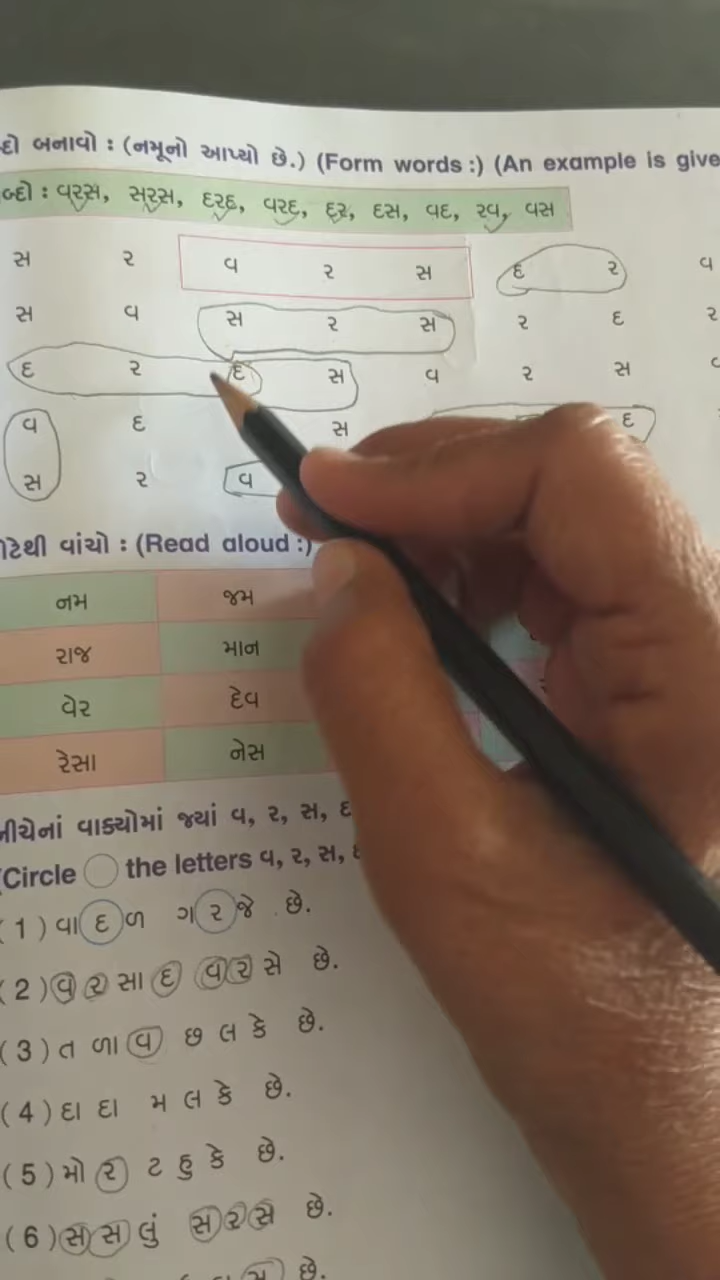 બનાવો : (નમૂનો આપ્યો છે.) (Form words :) (An example is give
વરસ, સરસ, દરદ, વરદ, દર, દસ, વદ, રવ, વસ
સ ર વ ર સ દ ર વ
સ વ સ ર સ ર દ ર
દ ર દ સ વ ર સ
વ દ સ દ
સ ર વ
વાંચો : (Read aloud :)
નમ જમ
રાજ માન
વેર દેવ
રેસા નેસ
નીચેનાં વાક્યોમાં જ્યાં વ, ર, સ, દ
(Circle the letters વ, ર, સ,
(1) વાદળ ગરજે છે.
(2) વરસાદ વરસે છે.
(3) તળાવ છલકે છે.
(4) દાદા મલકે છે.
(5) મોર ટહુકે છે.
(6) સસલું સરસ છે.
છે.